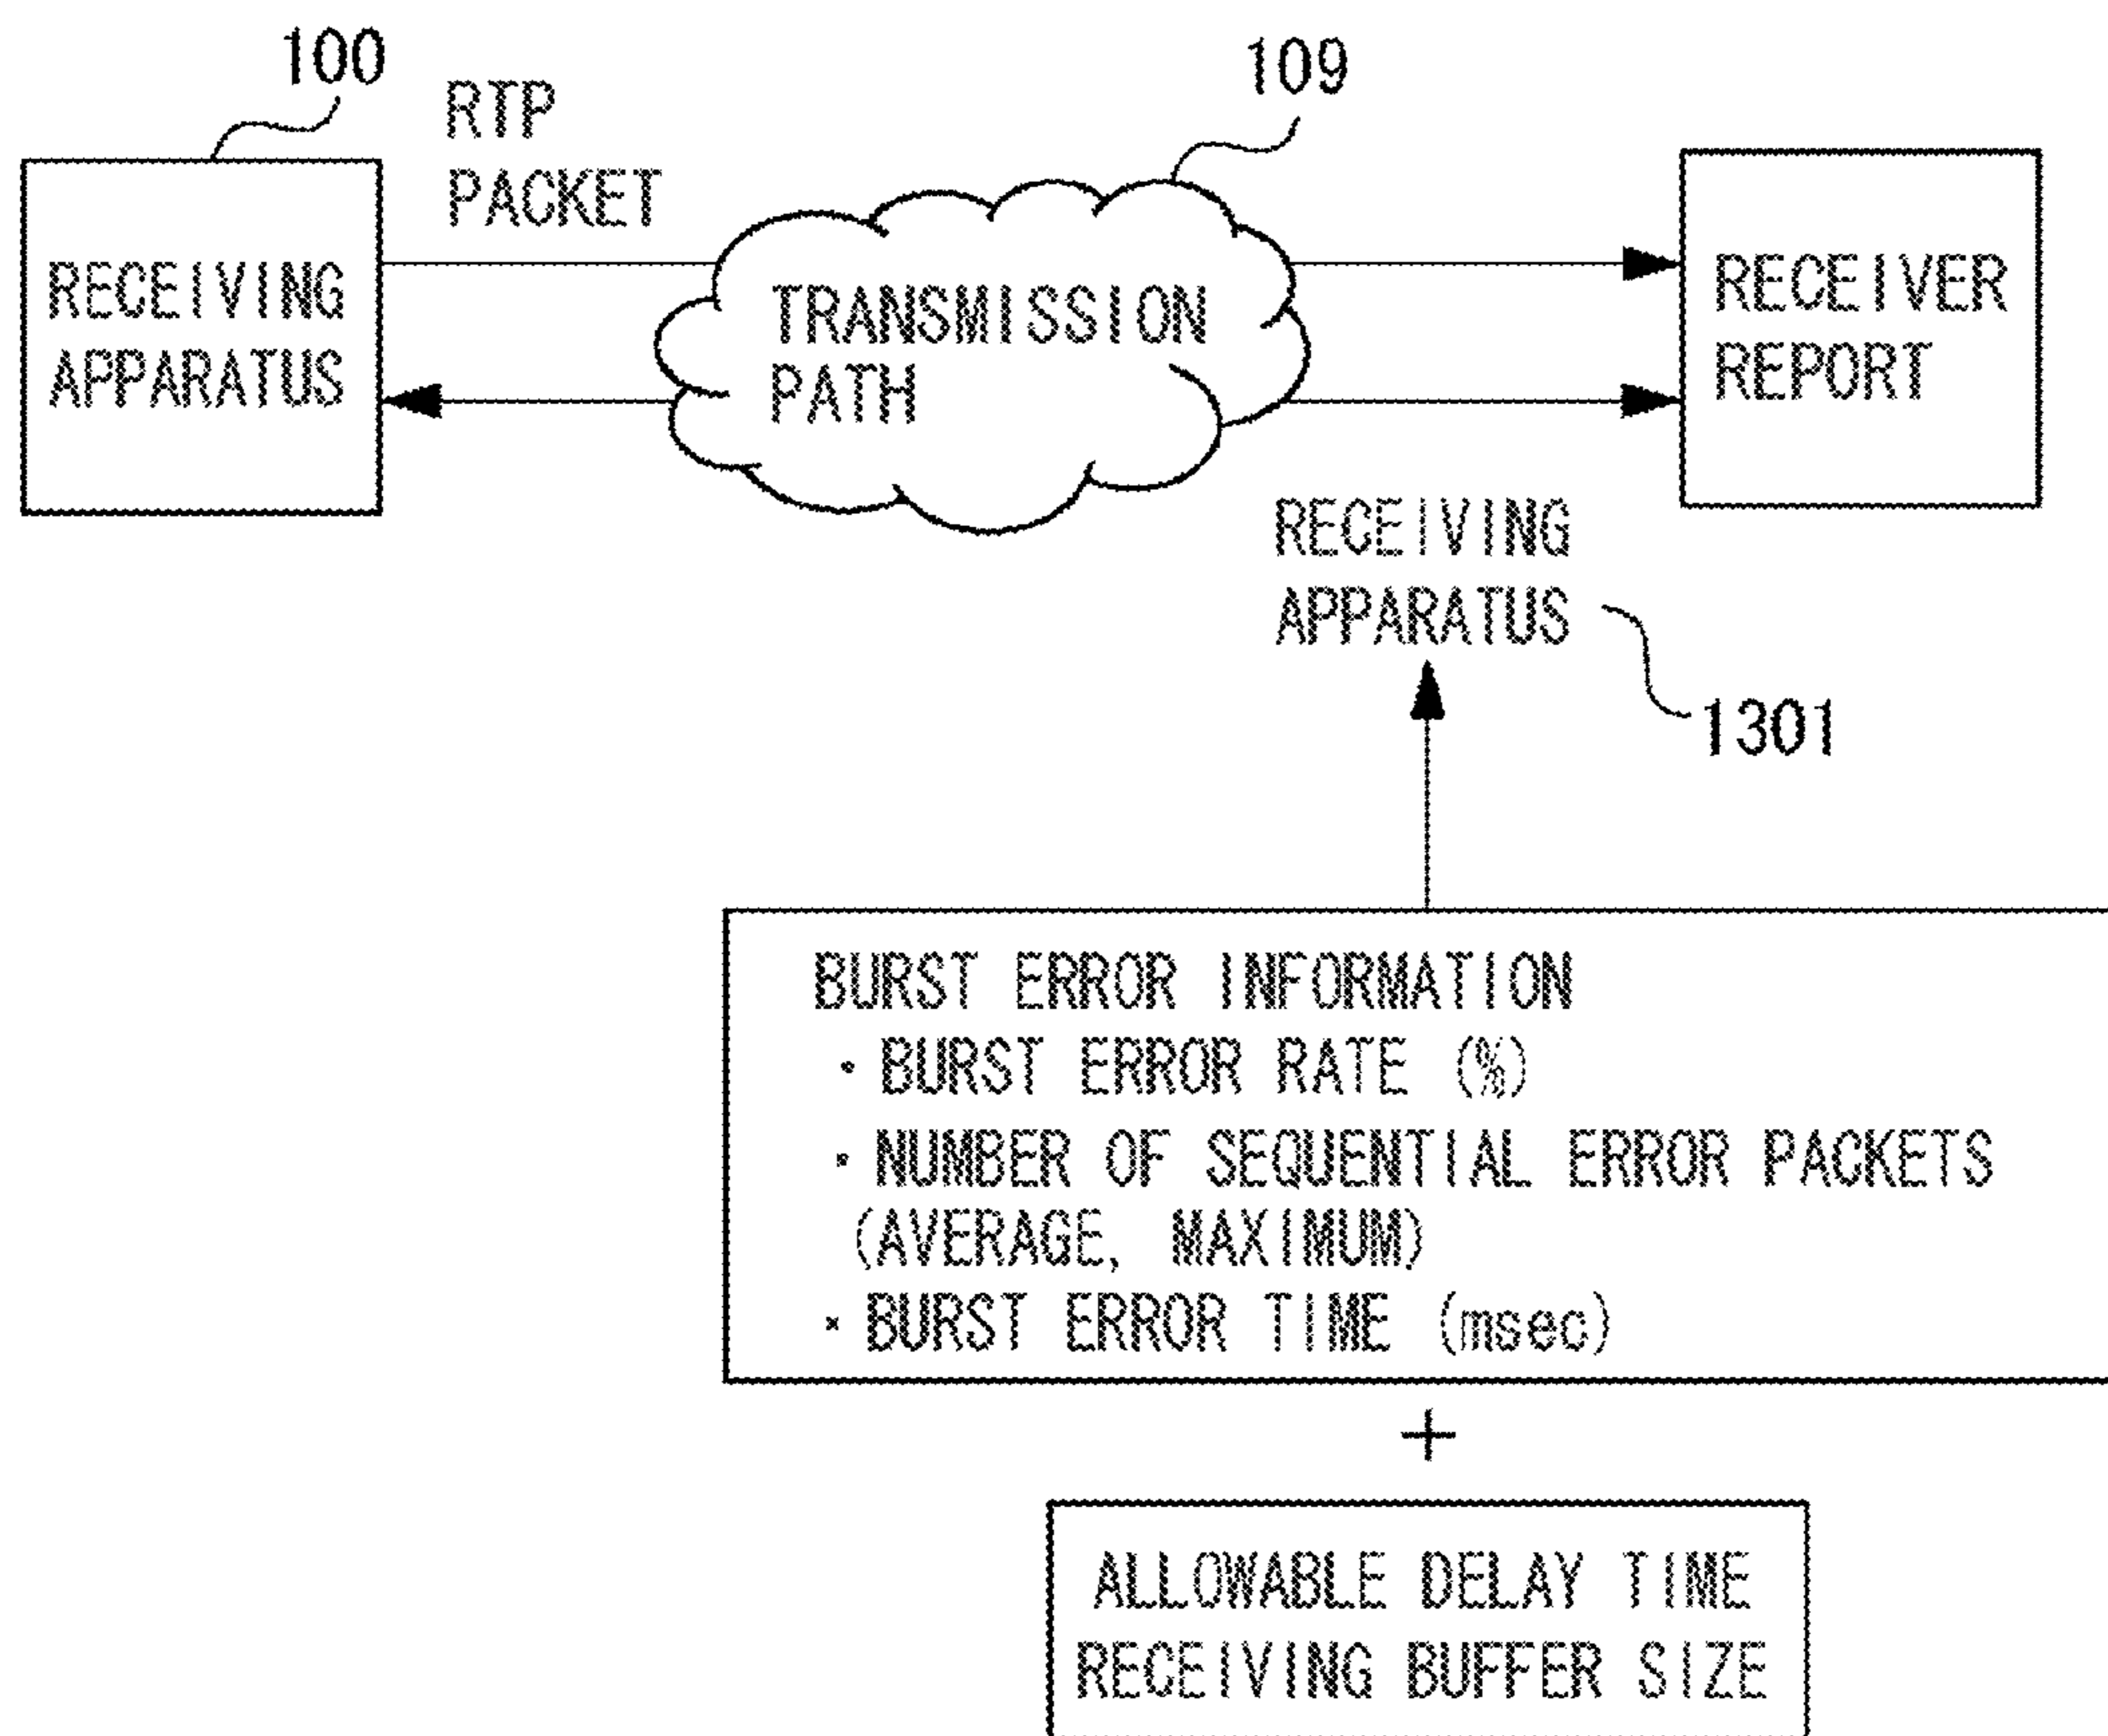 100
109
RTP
PACKET
RECEIVING
APPARATUS
TRANSMISSION
PATH
RECEIVER
REPORT
RECEIVING
APPARATUS
1301
BURST ERROR INFORMATION
・BURST ERROR RATE (%)
・NUMBER OF SEQUENTIAL ERROR PACKETS
(AVERAGE, MAXIMUM)
・BURST ERROR TIME (msec)
+
ALLOWABLE DELAY TIME
RECEIVING BUFFER SIZE